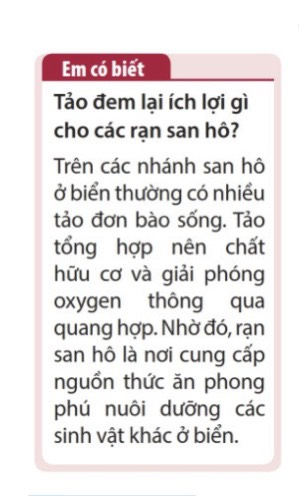 Em có biết
Tảo đem lại ích lợi gì
cho các rạn san hô?
Trên các nhánh san hô
ở biển thường có nhiều
tảo đơn bào sống. Tảo
tổng hợp nên chất
hữu cơ và giải phóng
oxygen thông qua
quang hợp. Nhờ đó, rạn
san hô là nơi cung cấp
nguồn thức ăn phong
phú nuôi dưỡng các
sinh vật khác ở biển.